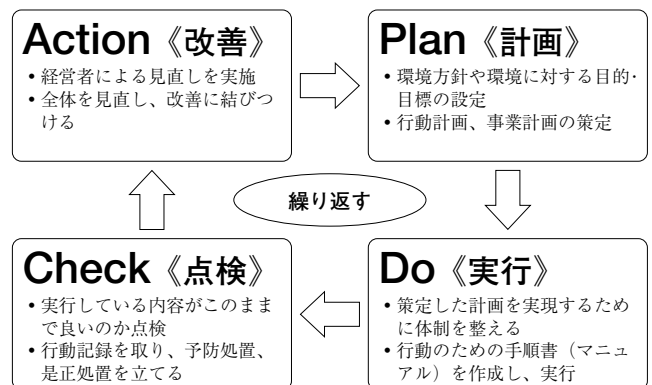 Action《改善》
• 経営者による見直しを実施
• 全体を見直し、改善に結びつ
ける
Plan《計画》
• 環境方針や環境に対する目的・
目標の設定
• 行動計画、事業計画の策定
繰り返す
Check《点検》
• 実行している内容がこのまま
で良いのか点検
• 行動記録を取り、予防処置、
是正処置を立てる
Do《実行》
• 策定した計画を実現するため
に体制を整える
• 行動のための手順書（マニュ
アル）を作成し、実行